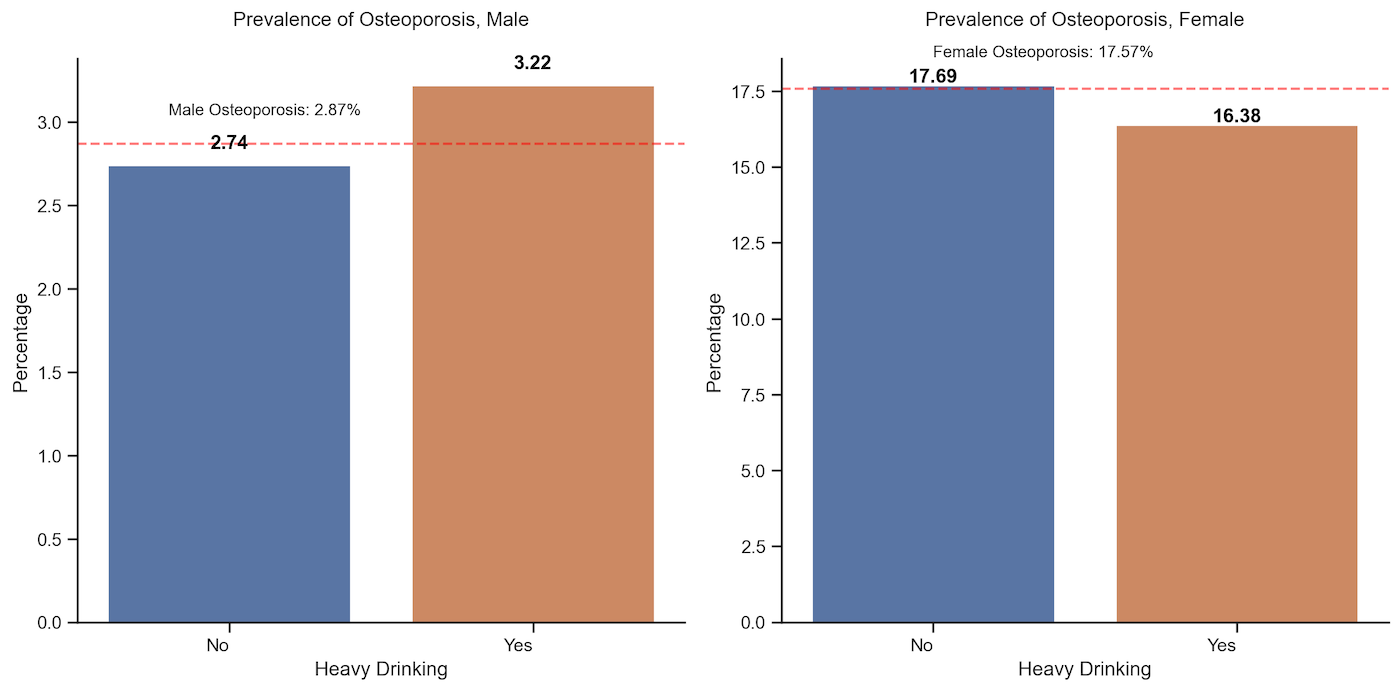 Prevalence of Osteoporosis, Male
Male Osteoporosis: 2.87%
2.74
3.22
Percentage
3.0
2.5
2.0
1.5
1.0
0.5
0.0
No
Yes
Heavy Drinking
Prevalence of Osteoporosis, Female
Female Osteoporosis: 17.57%
17.69
16.38
Percentage
17.5
15.0
12.5
10.0
7.5
5.0
2.5
0.0
No
Yes
Heavy Drinking